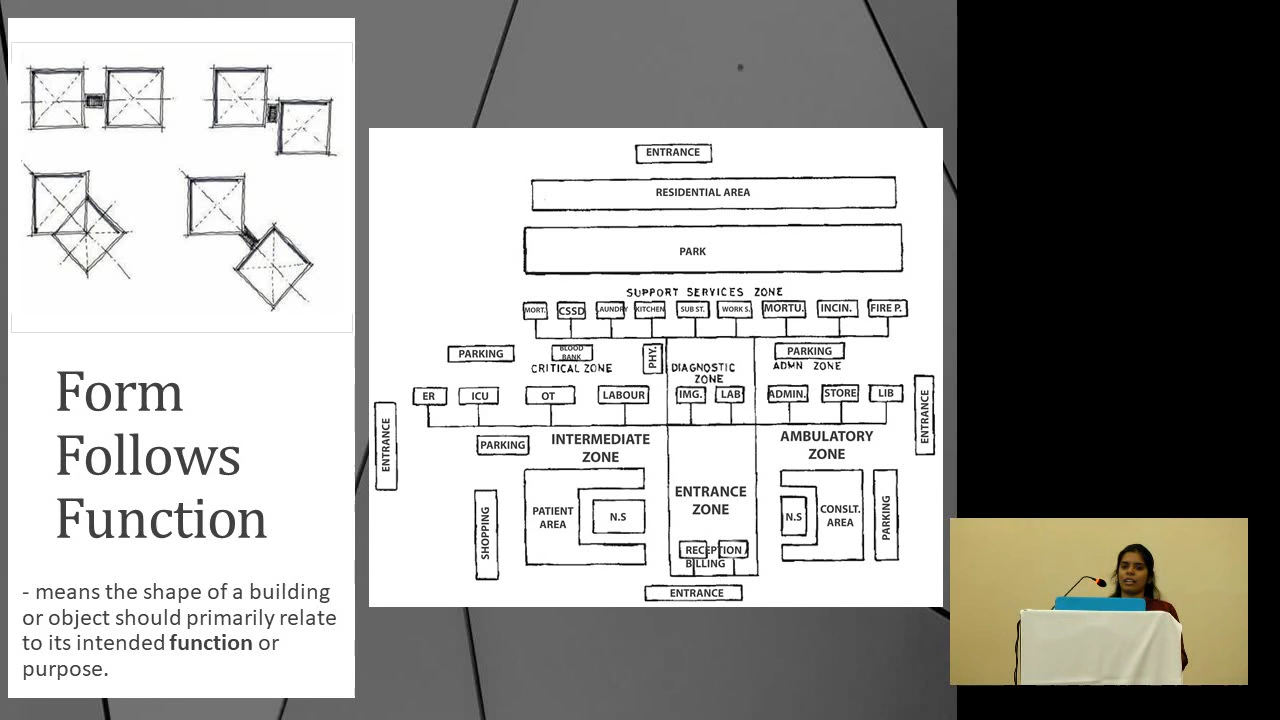 Form
Follows
Function
- means the shape of a building
or object should primarily relate
to its intended function or
purpose.
ENTRANCE
RESIDENTIAL AREA
PARK
SUPPORT SERVICES ZONE
MORT. CSSD LAUNDRY KITCHEN SUB ST. WORK S. MORTU. INCIN. FIRE P.
PARKING BLOOD BANK PHY. PARKING
CRITICAL ZONE DIAGNOSTIC ZONE ADMN ZONE
ER ICU OT LABOUR IMG. LAB ADMIN. STORE LIB
ENTRANCE
ENTRANCE
PARKING
INTERMEDIATE
ZONE
AMBULATORY
ZONE
ENTRANCE
ZONE
SHOPPING
PATIENT
AREA
N.S
N.S
CONSLT.
AREA
PARKING
RECEPTION /
BILLING
ENTRANCE